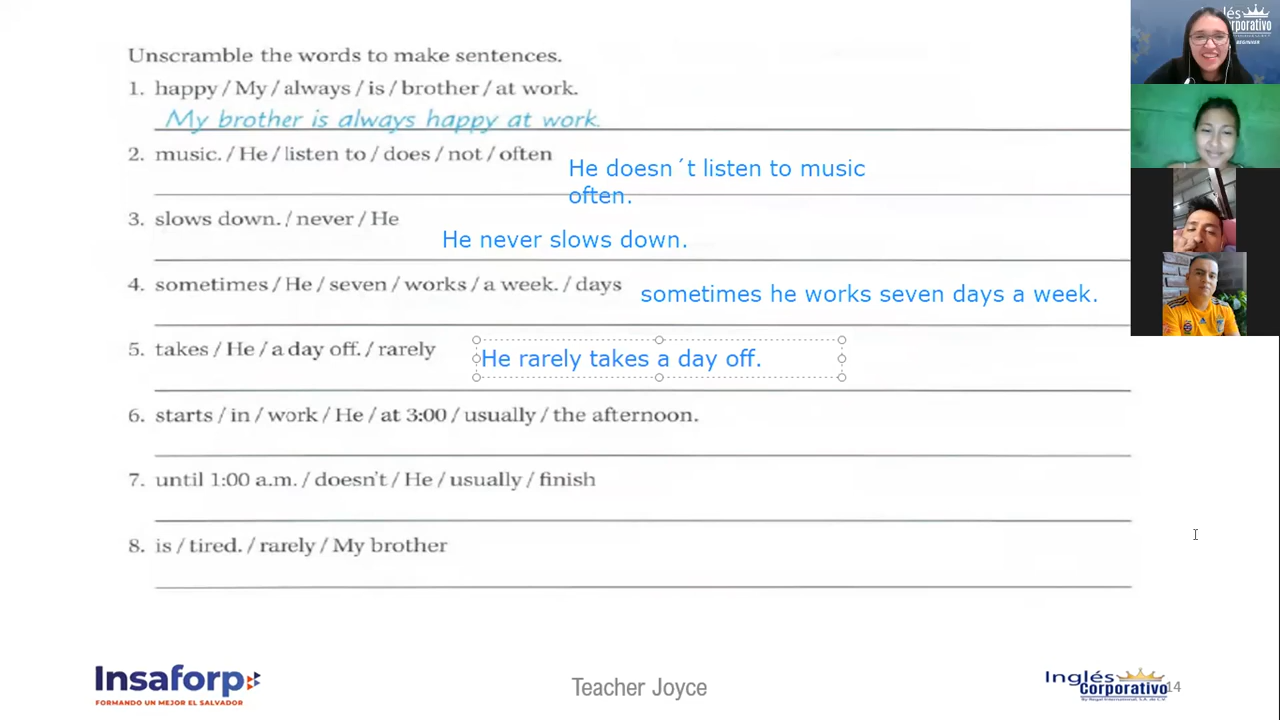 Unscramble the words to make sentences.
1. happy / My / always / is / brother / at work.
My brother is always happy at work.
2. music. / He / listen to / does / not / often
He doesn´t listen to music
often.
3. slows down. / never / He
He never slows down.
4. sometimes / He / seven / works / a week. / days
sometimes he works seven days a week.
5. takes / He / a day off. / rarely
He rarely takes a day off.
6. starts / in / work / He / at 3:00 / usually / the afternoon.
7. until 1:00 a.m. / doesn't / He / usually / finish
8. is / tired. / rarely / My brother
Insaforp
FORMANDO UN MEJOR EL SALVADOR
Teacher Joyce
Inglés
Corporativo
14